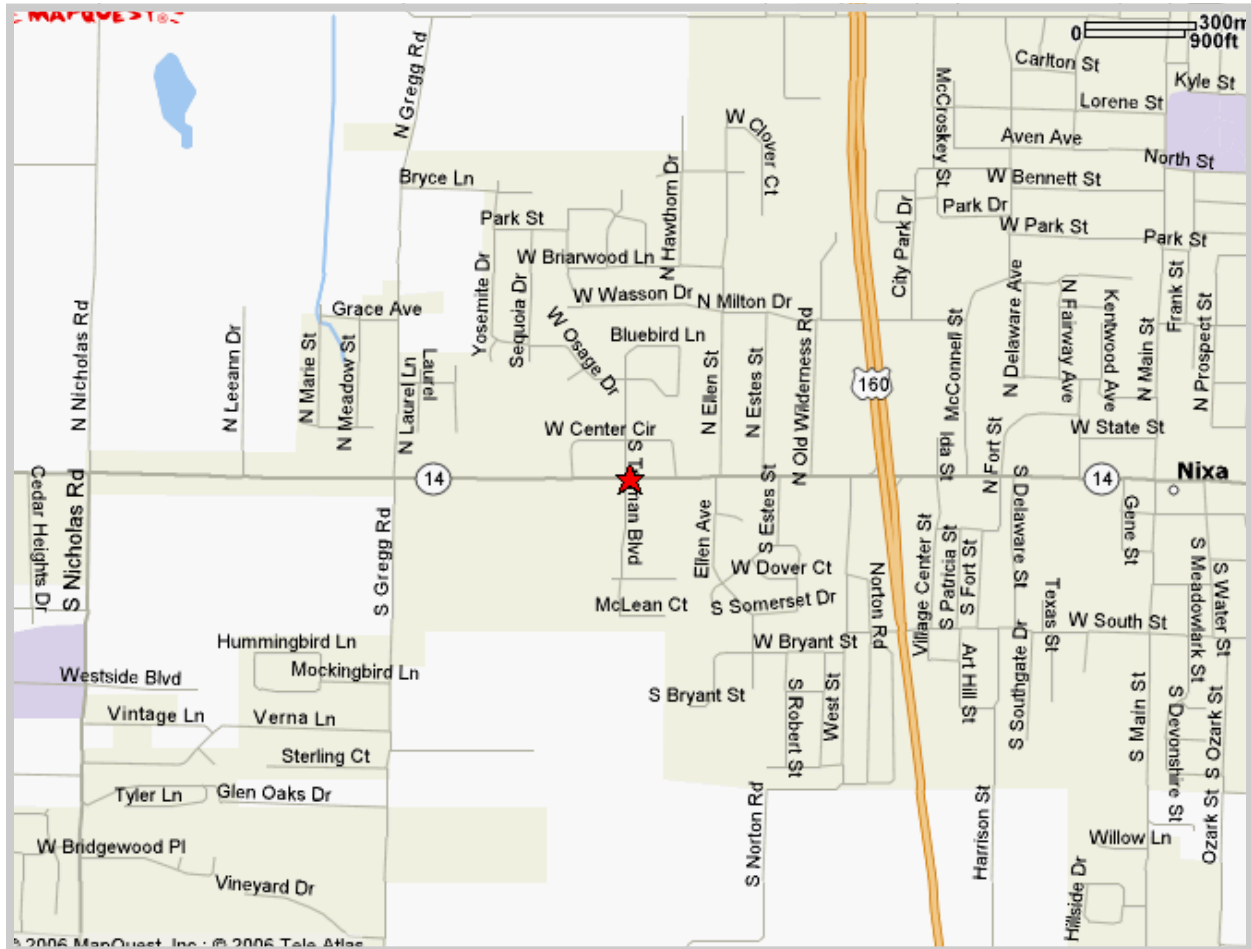 MAPQUEST®
0 300m
900ft
Carlton St
Kyle St
N Gregg Rd
McCroskey St
Lorene St
W Clover Ct
Aven Ave
North St
Bryce Ln
W Bennett St
N Hawthorn Dr
City Park Dr
Park Dr
Park St
W Park St
Park St
W Briarwood Ln
Yosemite Dr
Sequoia Dr
W Wasson Dr
N Milton Dr
N Nicholas Rd
N Leeann Dr
Grace Ave
N Marie St
N Meadow St
N Laurel Ln
Laurel
W Osage Dr
Bluebird Ln
N Ellen St
N Estes St
N Old Wilderness Rd
160
McConnell St
N Delaware Ave
N Fairway Ave
Kentwood Ave
N Main St
Frank St
N Prospect St
W Center Cir
W State St
Ida St
N Fort St
14
14
Nixa
Cedar Heights Dr
S Nicholas Rd
S Gregg Rd
Ellen Ave
S Estes St
S Delaware St
Gene St
W Dover Ct
Norton Rd
Village Center St
S Patricia St
S Fort St
Texas St
S Meadowlark St
S Water St
McLean Ct
S Somerset Dr
W South St
Hummingbird Ln
W Bryant St
Mockingbird Ln
Westside Blvd
S Bryant St
S Robert St
West St
Art Hill St
S Southgate Dr
S Main St
S Devonshire St
S Ozark St
Vintage Ln
Verna Ln
Sterling Ct
Tyler Ln
Glen Oaks Dr
S Norton Rd
Harrison St
Ozark St
W Bridgewood Pl
Willow Ln
Vineyard Dr
Hillside Dr
© 2006 MapQuest, Inc.; © 2006 Tele Atlas